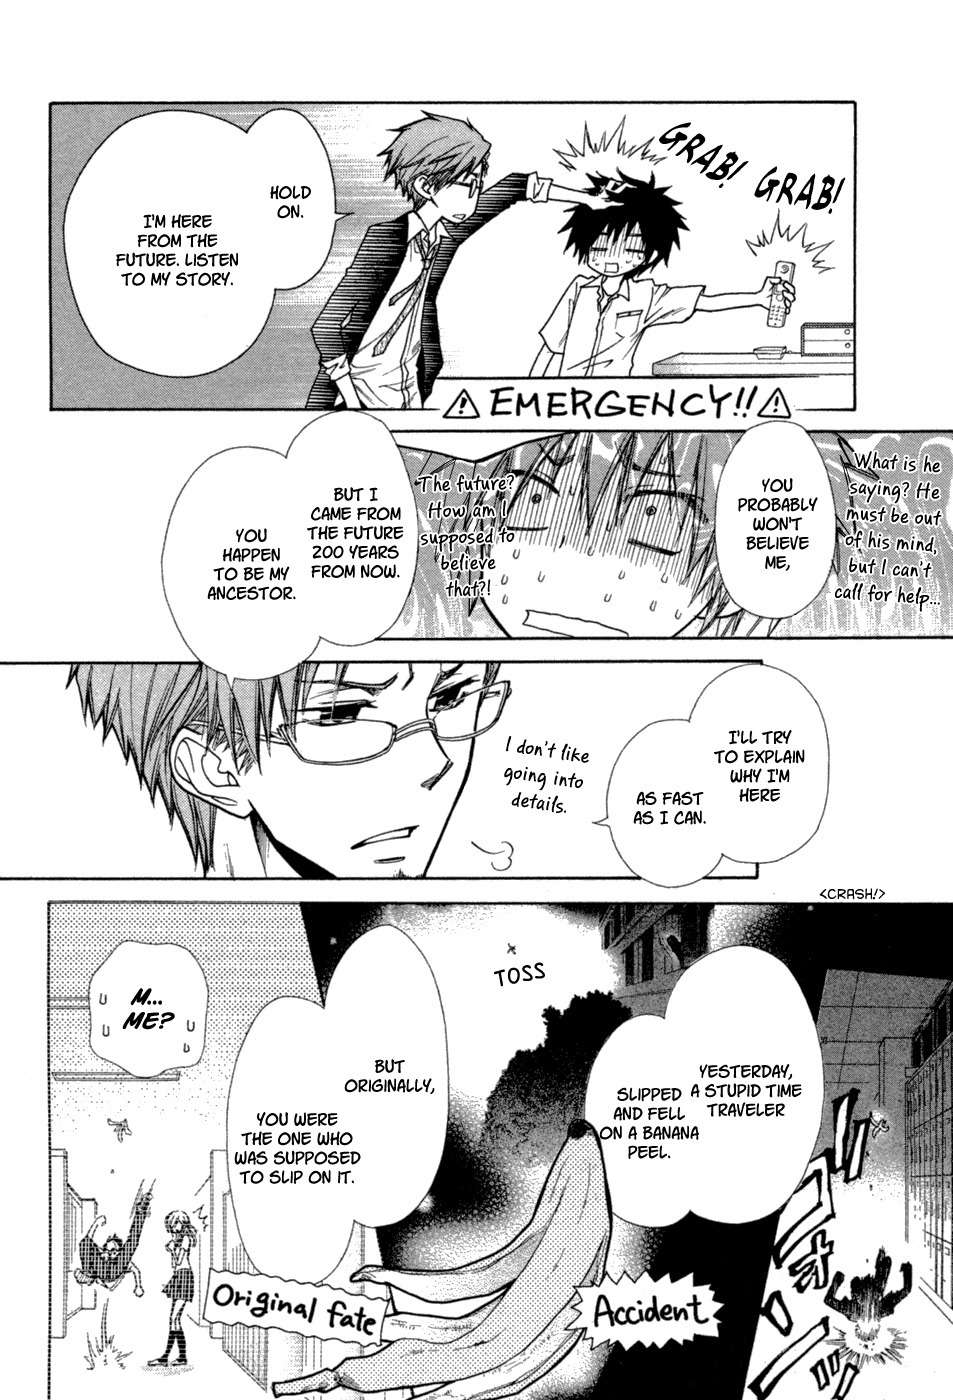 GRAB! GRAB!
HOLD
ON.
I'M HERE
FROM THE
FUTURE. LISTEN
TO MY STORY.
EMERGENCY!!
What is he
saying? He
must be out
of his mind,
but I can't
call for help...
YOU
PROBABLY
WON'T
BELIEVE
ME,
The future?
How am I
supposed to
believe
that?!
BUT I
CAME FROM
THE FUTURE
200 YEARS
FROM NOW.
YOU
HAPPEN
TO BE MY
ANCESTOR.
I'LL TRY
TO EXPLAIN
WHY I'M
HERE
AS FAST
AS I CAN.
I don't like
going into
details.
<CRASH!>
TOSS
YESTERDAY,
A STUPID TIME
TRAVELER
SLIPPED
AND FELL
ON A BANANA
PEEL.
Accident
BUT
ORIGINALLY,
YOU WERE
THE ONE WHO
WAS SUPPOSED
TO SLIP ON IT.
Original fate
M...
ME?